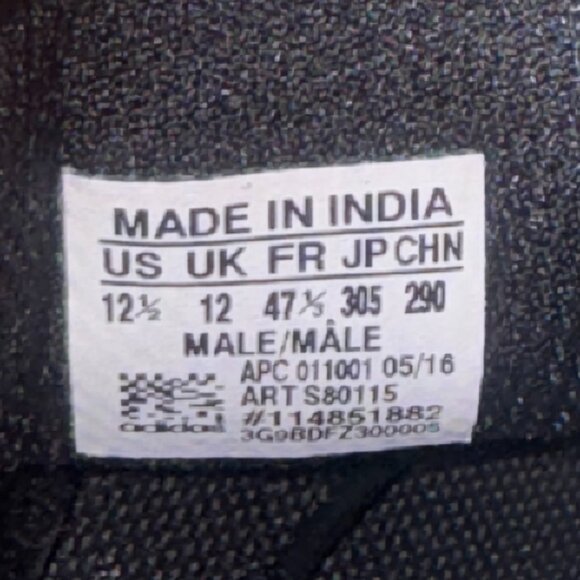 MADE IN INDIA
US UK FR JP CHN
12½ 12 47⅓ 305 290
MALE/MÂLE
APC 011001 05/16
ART S80115
#114851882
3G9BDFZ300005
adidas